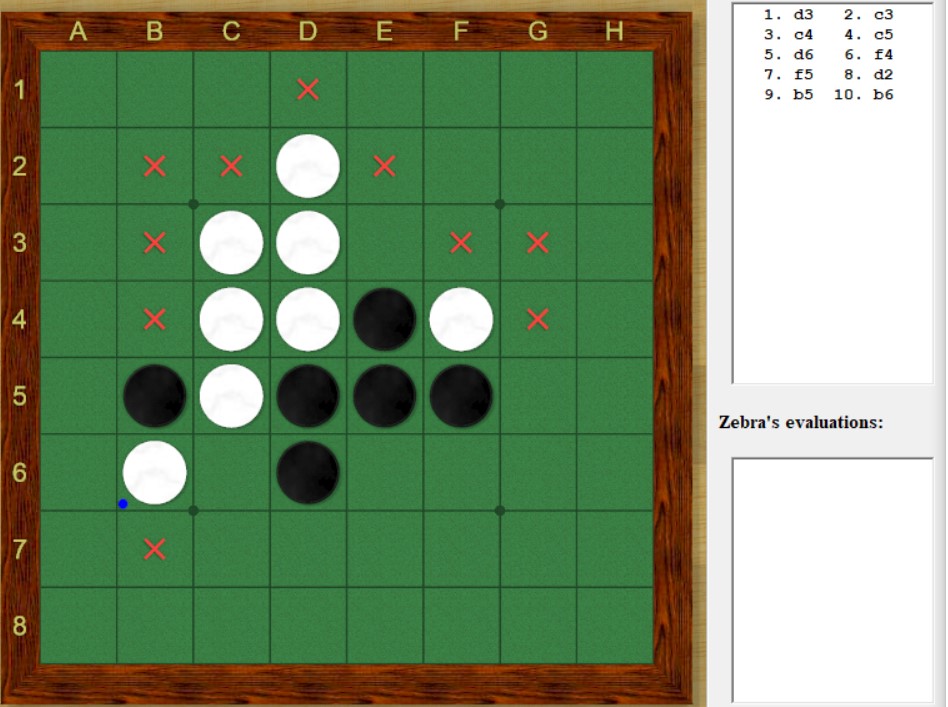 A B C D E F G H
1
2
3
4
5
6
7
8
1. d3 2. c3
3. c4 4. c5
5. d6 6. f4
7. f5 8. d2
9. b5 10. b6
Zebra's evaluations: